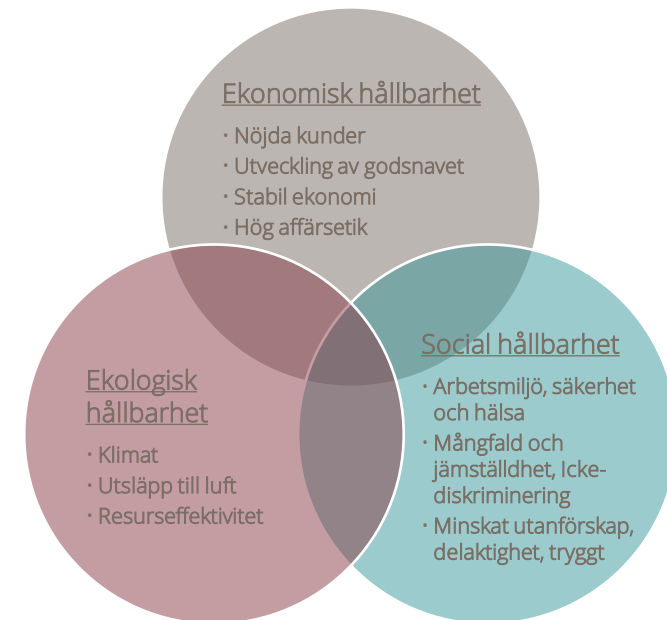 Ekonomisk hållbarhet
· Nöjda kunder
· Utveckling av godsnavet
· Stabil ekonomi
· Hög affärsetik
Ekologisk
hållbarhet
· Klimat
· Utsläpp till luft
· Resurseffektivitet
Social hållbarhet
· Arbetsmiljö, säkerhet
och hälsa
· Mångfald och
jämställdhet, Icke-
diskriminering
· Minskat utanförskap,
delaktighet, tryggt